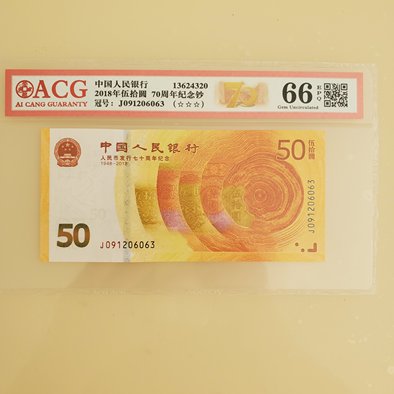 ACG
AI CANG GUARANTY
中国人民银行 13624320
2018年伍拾圆 70周年纪念钞
冠号：J091206063 (☆☆☆)
70
66 EPQ
Gem Uncirculated
中国人民银行
人民币发行七十周年纪念
1948-2018
50 伍拾圆
J091206063
50
J091206063